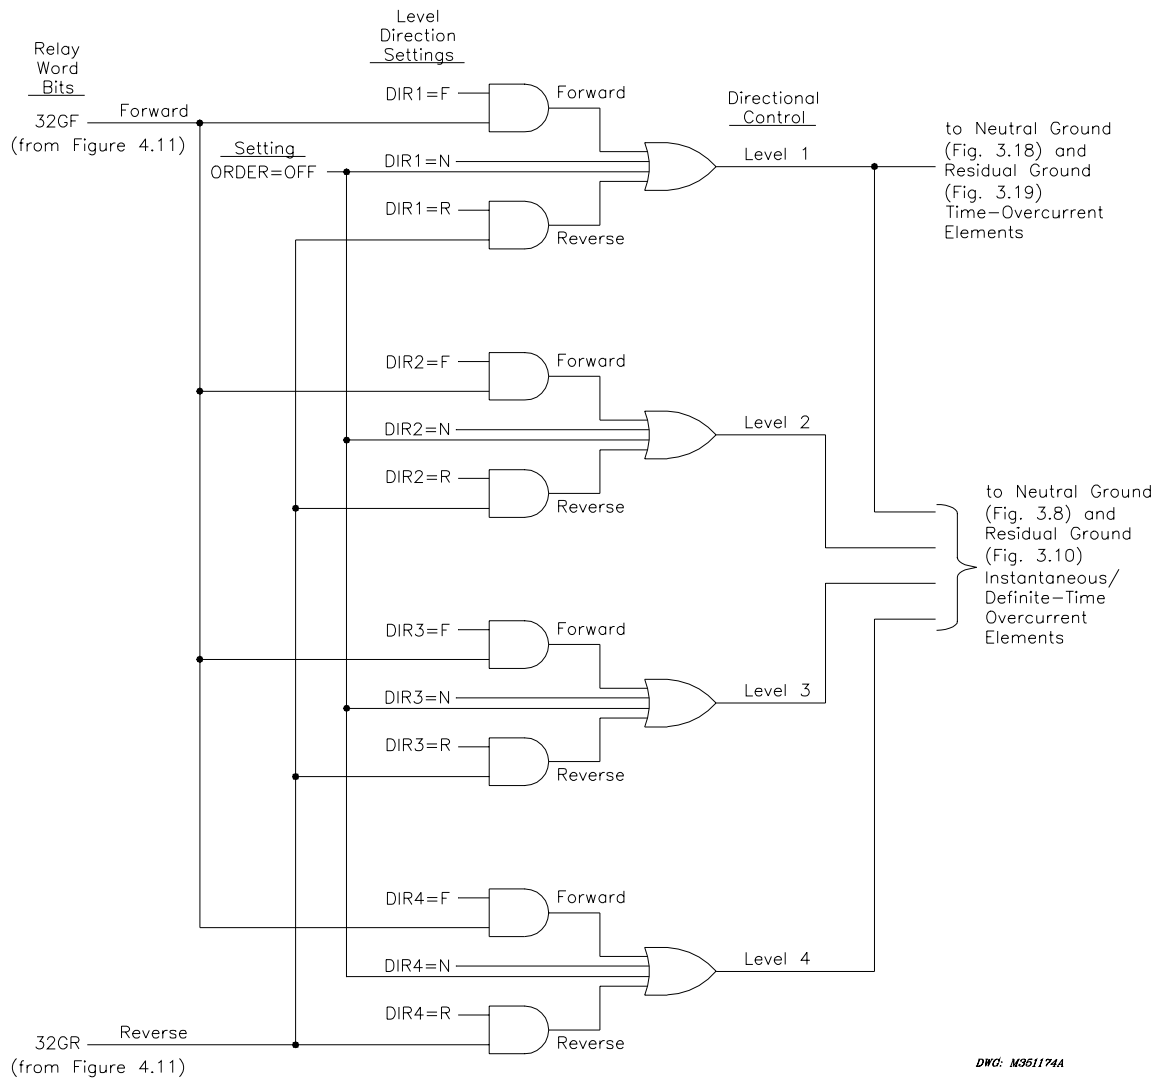 Relay
Word
Bits
Level
Direction
Settings
DIR1=F
Forward
Forward
32GF
(from Figure 4.11)
Setting
ORDER=OFF
DIR1=N
DIR1=R
Reverse
Directional
Control
Level 1
to Neutral Ground
(Fig. 3.18) and
Residual Ground
(Fig. 3.19)
Time-Overcurrent
Elements
DIR2=F
Forward
DIR2=N
DIR2=R
Reverse
Level 2
to Neutral Ground
(Fig. 3.8) and
Residual Ground
(Fig. 3.10)
Instantaneous/
Definite-Time
Overcurrent
Elements
DIR3=F
Forward
DIR3=N
DIR3=R
Reverse
Level 3
DIR4=F
Forward
DIR4=N
DIR4=R
Reverse
Level 4
Reverse
32GR
(from Figure 4.11)
DWG: M351174A